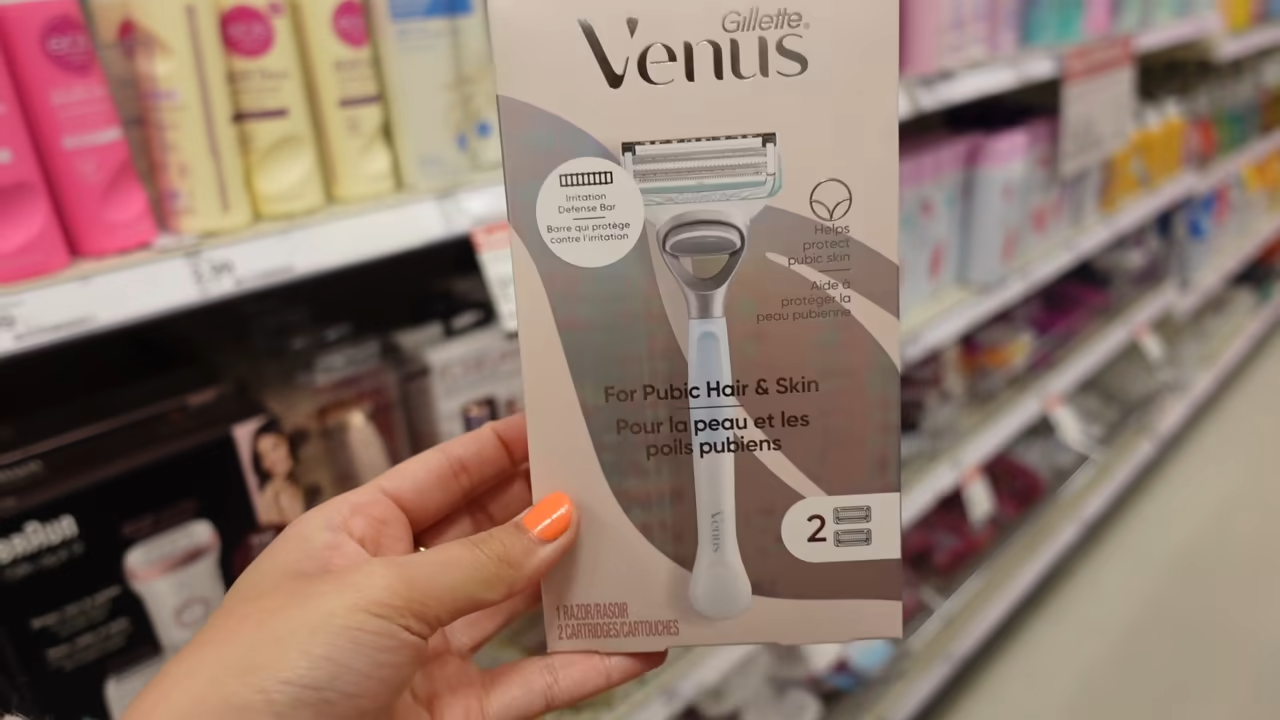 Gillette
Venus
Irritation
Defense Bar
Barre qui protège
contre l'irritation
Helps
protect
pubic skin
Aide à
protéger la
peau pubienne
For Pubic Hair & Skin
Pour la peau et les
poils pubiens
2
Venus
1 RAZOR/RASOIR
2 CARTRIDGES/CARTOUCHES
BRAUN